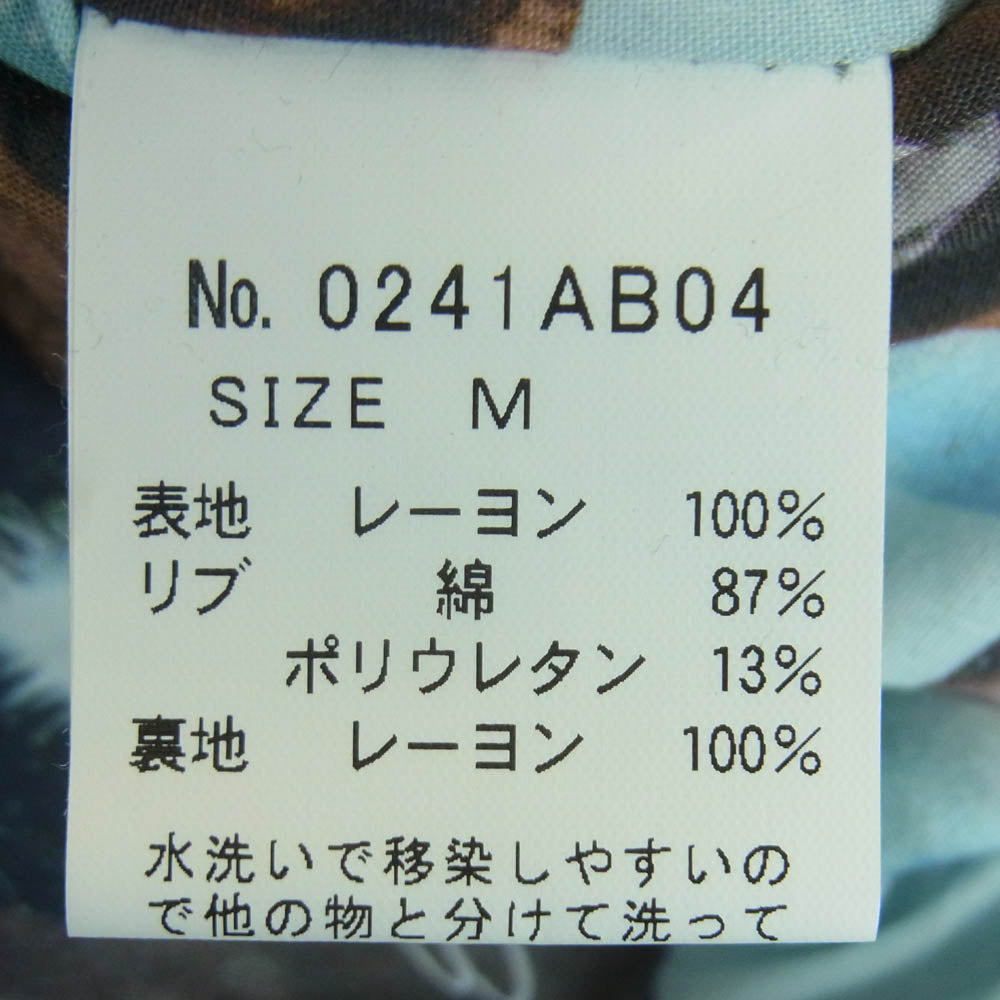 No. 0241AB04
SIZE M
表地 レーヨン 100%
リブ 綿 87%
ポリウレタン 13%
裏地 レーヨン 100%
水洗いで移染しやすいの
で他の物と分けて洗って